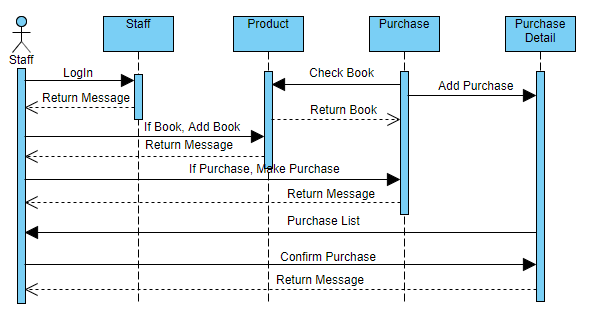 Staff
Product
Purchase
Purchase
Detail
Staff
LogIn
Check Book
Add Purchase
Return Message
Return Book
If Book, Add Book
Return Message
If Purchase, Make Purchase
Return Message
Purchase List
Confirm Purchase
Return Message